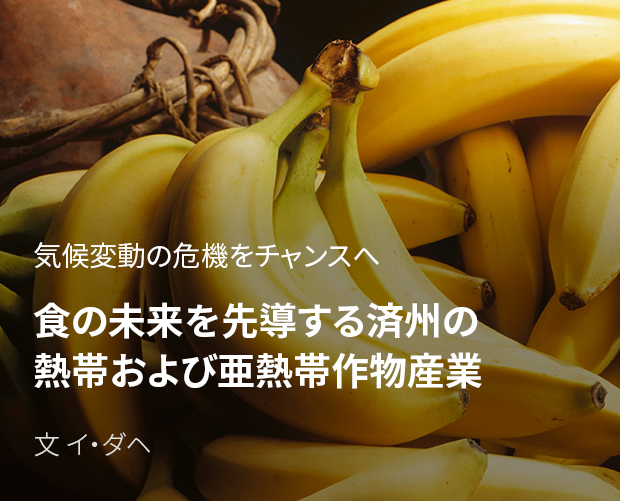 気候変動の危機をチャンスへ
食の未来を先導する済州の
熱帯および亜熱帯作物産業
文 イ・ダヘ